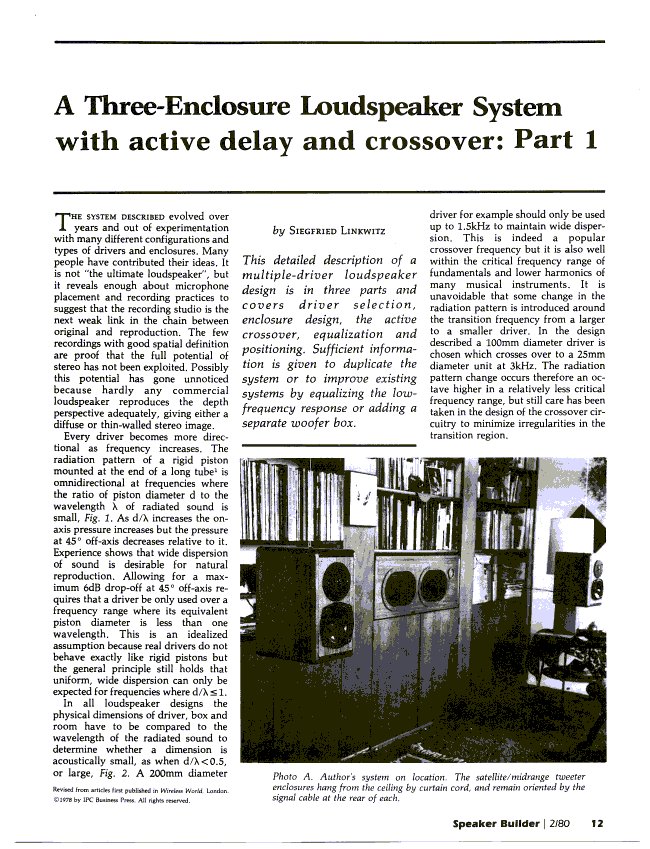 A Three-Enclosure Loudspeaker System
with active delay and crossover: Part 1
THE SYSTEM DESCRIBED evolved over
years and out of experimentation
with many different configurations and
types of drivers and enclosures. Many
people have contributed their ideas. It
is not "the ultimate loudspeaker", but
it reveals enough about microphone
placement and recording practices to
suggest that the recording studio is the
next weak link in the chain between
original and reproduction. The few
recordings with good spatial definition
are proof that the full potential of
stereo has not been exploited. Possibly
this potential has gone unnoticed
because hardly any commercial
loudspeaker reproduces the depth
perspective adequately, giving either a
diffuse or thin-walled stereo image.
Every driver becomes more direc-
tional as frequency increases. The
radiation pattern of a rigid piston
mounted at the end of a long tube¹ is
omnidirectional at frequencies where
the ratio of piston diameter d to the
wavelength λ of radiated sound is
small, Fig. 1. As d/λ increases the on-
axis pressure increases but the pressure
at 45° off-axis decreases relative to it.
Experience shows that wide dispersion
of sound is desirable for natural
reproduction. Allowing for a max-
imum 6dB drop-off at 45° off-axis re-
quires that a driver be only used over a
frequency range where its equivalent
piston diameter is less than one
wavelength. This is an idealized
assumption because real drivers do not
behave exactly like rigid pistons but
the general principle still holds that
uniform, wide dispersion can only be
expected for frequencies where d/λ≤1.
In all loudspeaker designs the
physical dimensions of driver, box and
room have to be compared to the
wavelength of the radiated sound to
determine whether a dimension is
acoustically small, as when d/λ<0.5,
or large, Fig. 2. A 200mm diameter
Revised from articles first published in Wireless World. London.
©1978 by IPC Business Press. All rights reserved.
by SIEGFRIED LINKWITZ
This detailed description of a
multiple-driver loudspeaker
design is in three parts and
covers driver selection,
enclosure design, the active
crossover, equalization and
positioning. Sufficient informa-
tion is given to duplicate the
system or to improve existing
systems by equalizing the low-
frequency response or adding a
separate woofer box.
driver for example should only be used
up to 1.5kHz to maintain wide disper-
sion. This is indeed a popular
crossover frequency but it is also well
within the critical frequency range of
fundamentals and lower harmonics of
many musical instruments. It is
unavoidable that some change in the
radiation pattern is introduced around
the transition frequency from a larger
to a smaller driver. In the design
described a 100mm diameter driver is
chosen which crosses over to a 25mm
diameter unit at 3kHz. The radiation
pattern change occurs therefore an oc-
tave higher in a relatively less critical
frequency range, but still care has been
taken in the design of the crossover cir-
cuitry to minimize irregularities in the
transition region.
Photo A. Author's system on location. The satellite/midrange tweeter
enclosures hang from the ceiling by curtain cord, and remain oriented by the
signal cable at the rear of each.
Speaker Builder | 2/80 12